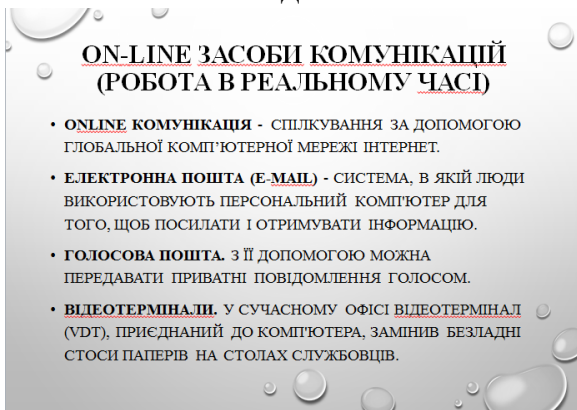 ON-LINE ЗАСОБИ КОМУНІКАЦІЙ
(РОБОТА В РЕАЛЬНОМУ ЧАСІ)
• ONLINE КОМУНІКАЦІЯ - СПІЛКУВАННЯ ЗА ДОПОМОГОЮ
ГЛОБАЛЬНОЇ КОМП’ЮТЕРНОЇ МЕРЕЖІ ІНТЕРНЕТ.
• ЕЛЕКТРОННА ПОШТА (E-MAIL) - СИСТЕМА, В ЯКІЙ ЛЮДИ
ВИКОРИСТОВУЮТЬ ПЕРСОНАЛЬНИЙ КОМП'ЮТЕР ДЛЯ
ТОГО, ЩОБ ПОСИЛАТИ І ОТРИМУВАТИ ІНФОРМАЦІЮ.
• ГОЛОСОВА ПОШТА. З ЇЇ ДОПОМОГОЮ МОЖНА
ПЕРЕДАВАТИ ПРИВАТНІ ПОВІДОМЛЕННЯ ГОЛОСОМ.
• ВІДЕОТЕРМІНАЛИ. У СУЧАСНОМУ ОФІСІ ВІДЕОТЕРМІНАЛ
(VDT), ПРИЄДНАНИЙ ДО КОМП'ЮТЕРА, ЗАМІНИВ БЕЗЛАДНІ
СТОСИ ПАПЕРІВ НА СТОЛАХ СЛУЖБОВЦІВ.